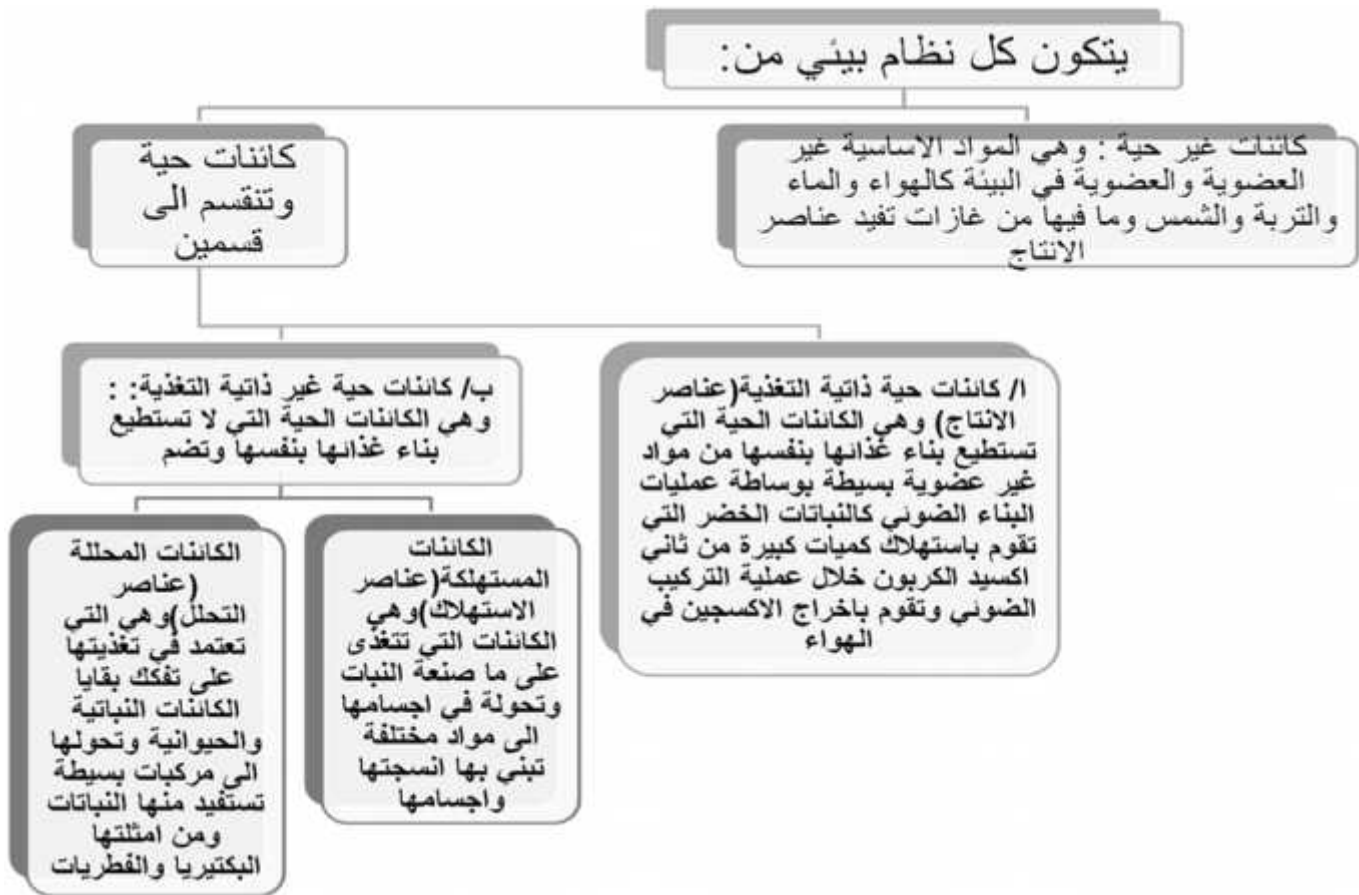 يتكون كل نظام بيئي من:
كائنات غير حية : وهي المواد الاساسية غير
العضوية والعضوية في البيئة كالهواء والماء
والتربة والشمس وما فيها من غازات تفيد عناصر
الانتاج
كائنات حية
وتنقسم الى
قسمين
ا/ كائنات حية ذاتية التغذية(عناصر
الانتاج) وهي الكائنات الحية التي
تستطيع بناء غذائها بنفسها من مواد
غير عضوية بسيطة بوساطة عمليات
البناء الضوئي كالنباتات الخضر التي
تقوم باستهلاك كميات كبيرة من ثاني
اكسيد الكربون خلال عملية التركيب
الضوئي وتقوم باخراج الاكسجين في
الهواء
ب/ كائنات حية غير ذاتية التغذية: :
وهي الكائنات الحية التي لا تستطيع
بناء غذائها بنفسها وتضم
الكائنات
المستهلكة(عناصر
الاستهلاك)وهي
الكائنات التي تتغذى
على ما صنعة النبات
وتحولة في اجسامها
الى مواد مختلفة
تبني بها انسجتها
واجسامها
الكائنات المحللة
(عناصر
التحلل)وهي التي
تعتمد في تغذيتها
على تفكك بقايا
الكائنات النباتية
والحيوانية وتحولها
الى مركبات بسيطة
تستفيد منها النباتات
ومن امثلتها
البكتيريا والفطريات